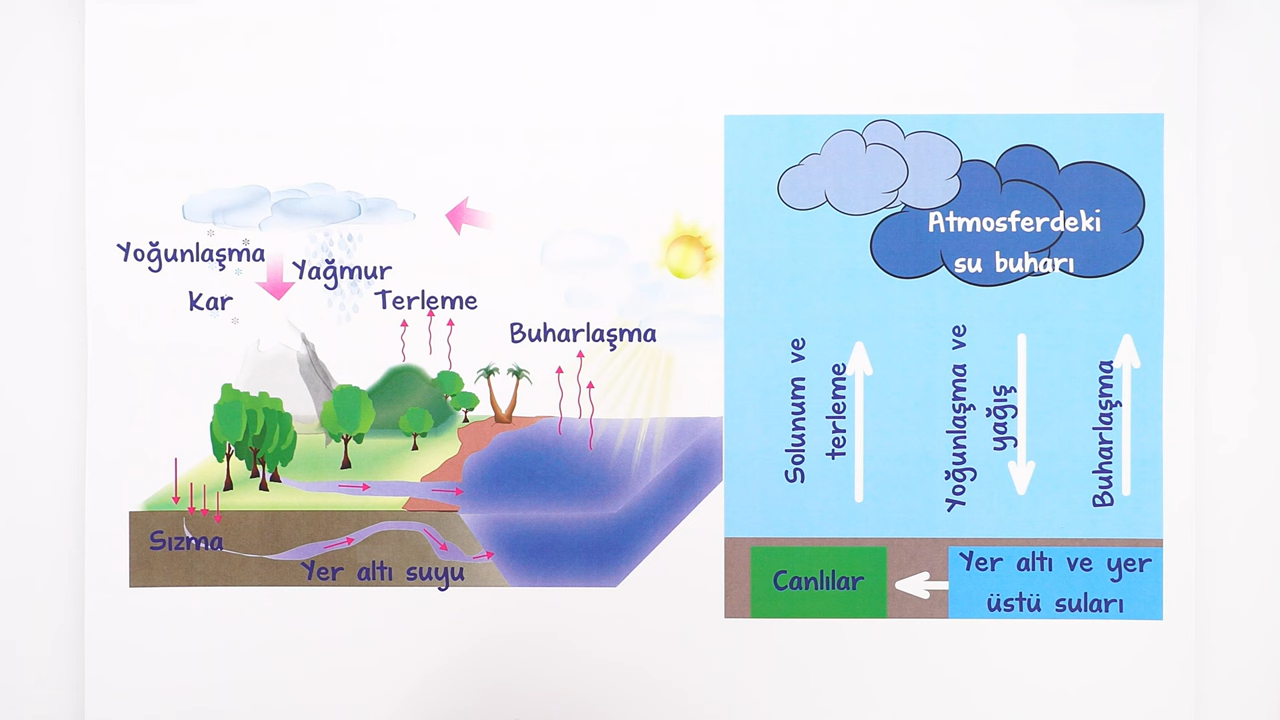 Yoğunlaşma
Yağmur
Kar
Terleme
Buharlaşma
Sızma
Yer altı suyu
Atmosferdeki
su buharı
Solunum ve
terleme
Yoğunlaşma ve
yağış
Buharlaşma
Canlılar
Yer altı ve yer
üstü suları